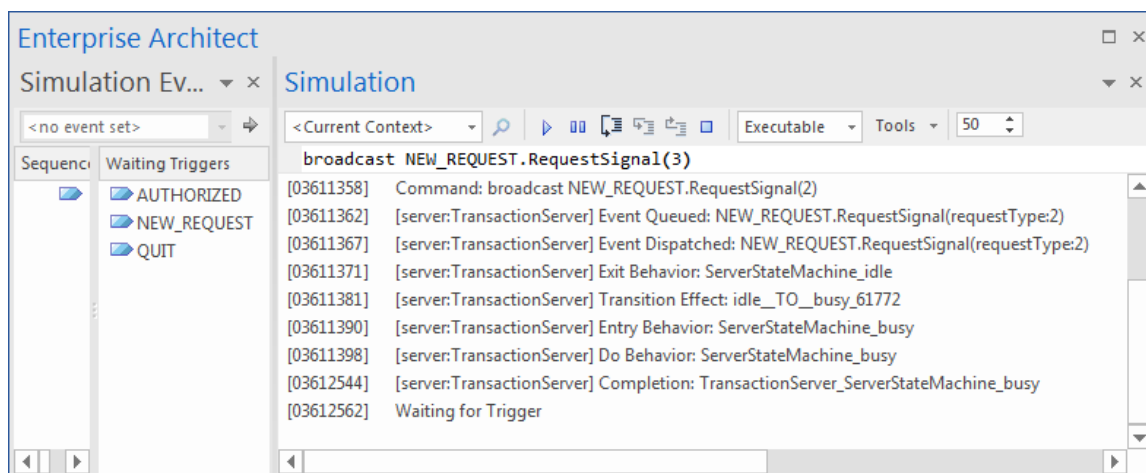 Enterprise Architect
Simulation Ev...
Simulation
<no event set>
<Current Context>
Executable
Tools
50
Sequence
Waiting Triggers
AUTHORIZED
NEW_REQUEST
QUIT
broadcast NEW_REQUEST.RequestSignal(3)
[03611358] Command: broadcast NEW_REQUEST.RequestSignal(2)
[03611362] [server:TransactionServer] Event Queued: NEW_REQUEST.RequestSignal(requestType:2)
[03611367] [server:TransactionServer] Event Dispatched: NEW_REQUEST.RequestSignal(requestType:2)
[03611371] [server:TransactionServer] Exit Behavior: ServerStateMachine_idle
[03611381] [server:TransactionServer] Transition Effect: idle__TO__busy_61772
[03611390] [server:TransactionServer] Entry Behavior: ServerStateMachine_busy
[03611398] [server:TransactionServer] Do Behavior: ServerStateMachine_busy
[03612544] [server:TransactionServer] Completion: TransactionServer_ServerStateMachine_busy
[03612562] Waiting for Trigger